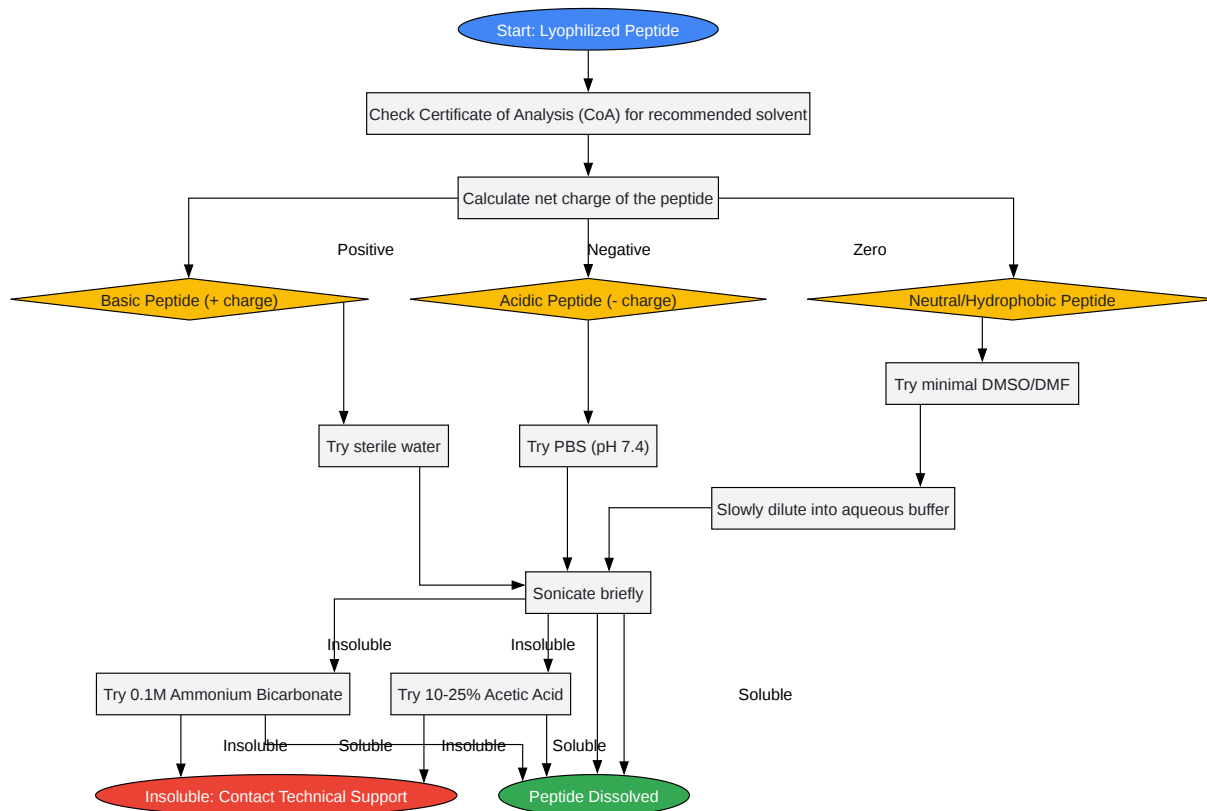 Start: Lyophilized Peptide
Check Certificate of Analysis (CoA) for recommended solvent
Calculate net charge of the peptide
Positive
Negative
Zero
Basic Peptide (+ charge)
Acidic Peptide (- charge)
Neutral/Hydrophobic Peptide
Try minimal DMSO/DMF
Try sterile water
Try PBS (pH 7.4)
Slowly dilute into aqueous buffer
Sonicate briefly
Insoluble
Insoluble
Try 0.1M Ammonium Bicarbonate
Try 10-25% Acetic Acid
Soluble
Insoluble
Soluble
Insoluble
Soluble
Insoluble: Contact Technical Support
Peptide Dissolved